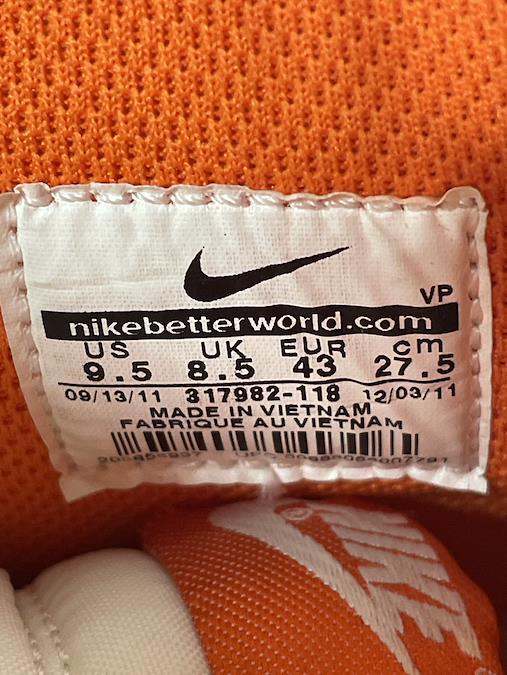 VP
nikebetterworld.com
US UK EUR cm
9.5 8.5 43 27.5
09/13/11 317982-118 12/03/11
MADE IN VIETNAM
FABRIQUE AU VIETNAM
UPC
NIKE